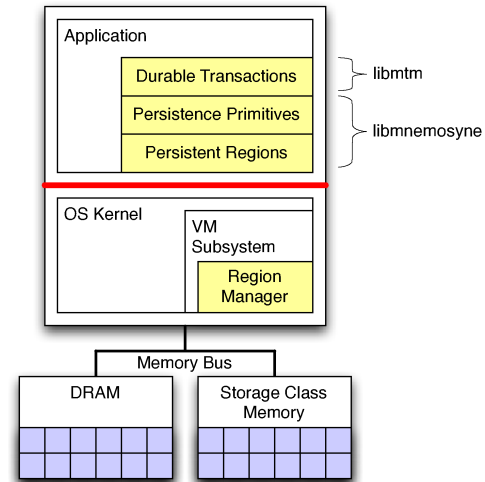 Application
Durable Transactions
libmtm
Persistence Primitives
libmnemosyne
Persistent Regions
OS Kernel
VM
Subsystem
Region
Manager
Memory Bus
DRAM
Storage Class
Memory